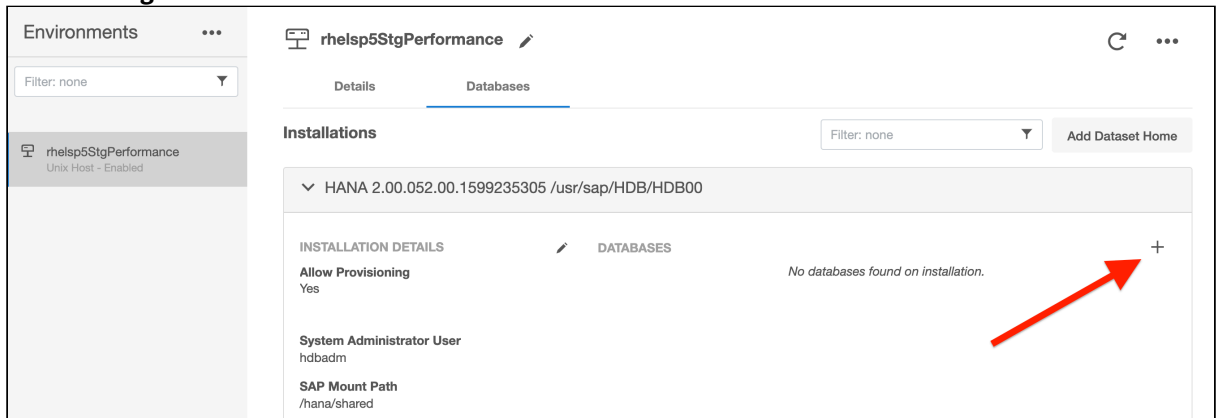 Environments
Filter: none
rhelsp5StgPerformance
Unix Host - Enabled
rhelsp5StgPerformance
Details Databases
Installations
Filter: none
Add Dataset Home
HANA 2.00.052.00.1599235305 /usr/sap/HDB/HDB00
INSTALLATION DETAILS
DATABASES
Allow Provisioning
Yes
No databases found on installation.
System Administrator User
hdbadm
SAP Mount Path
/hana/shared